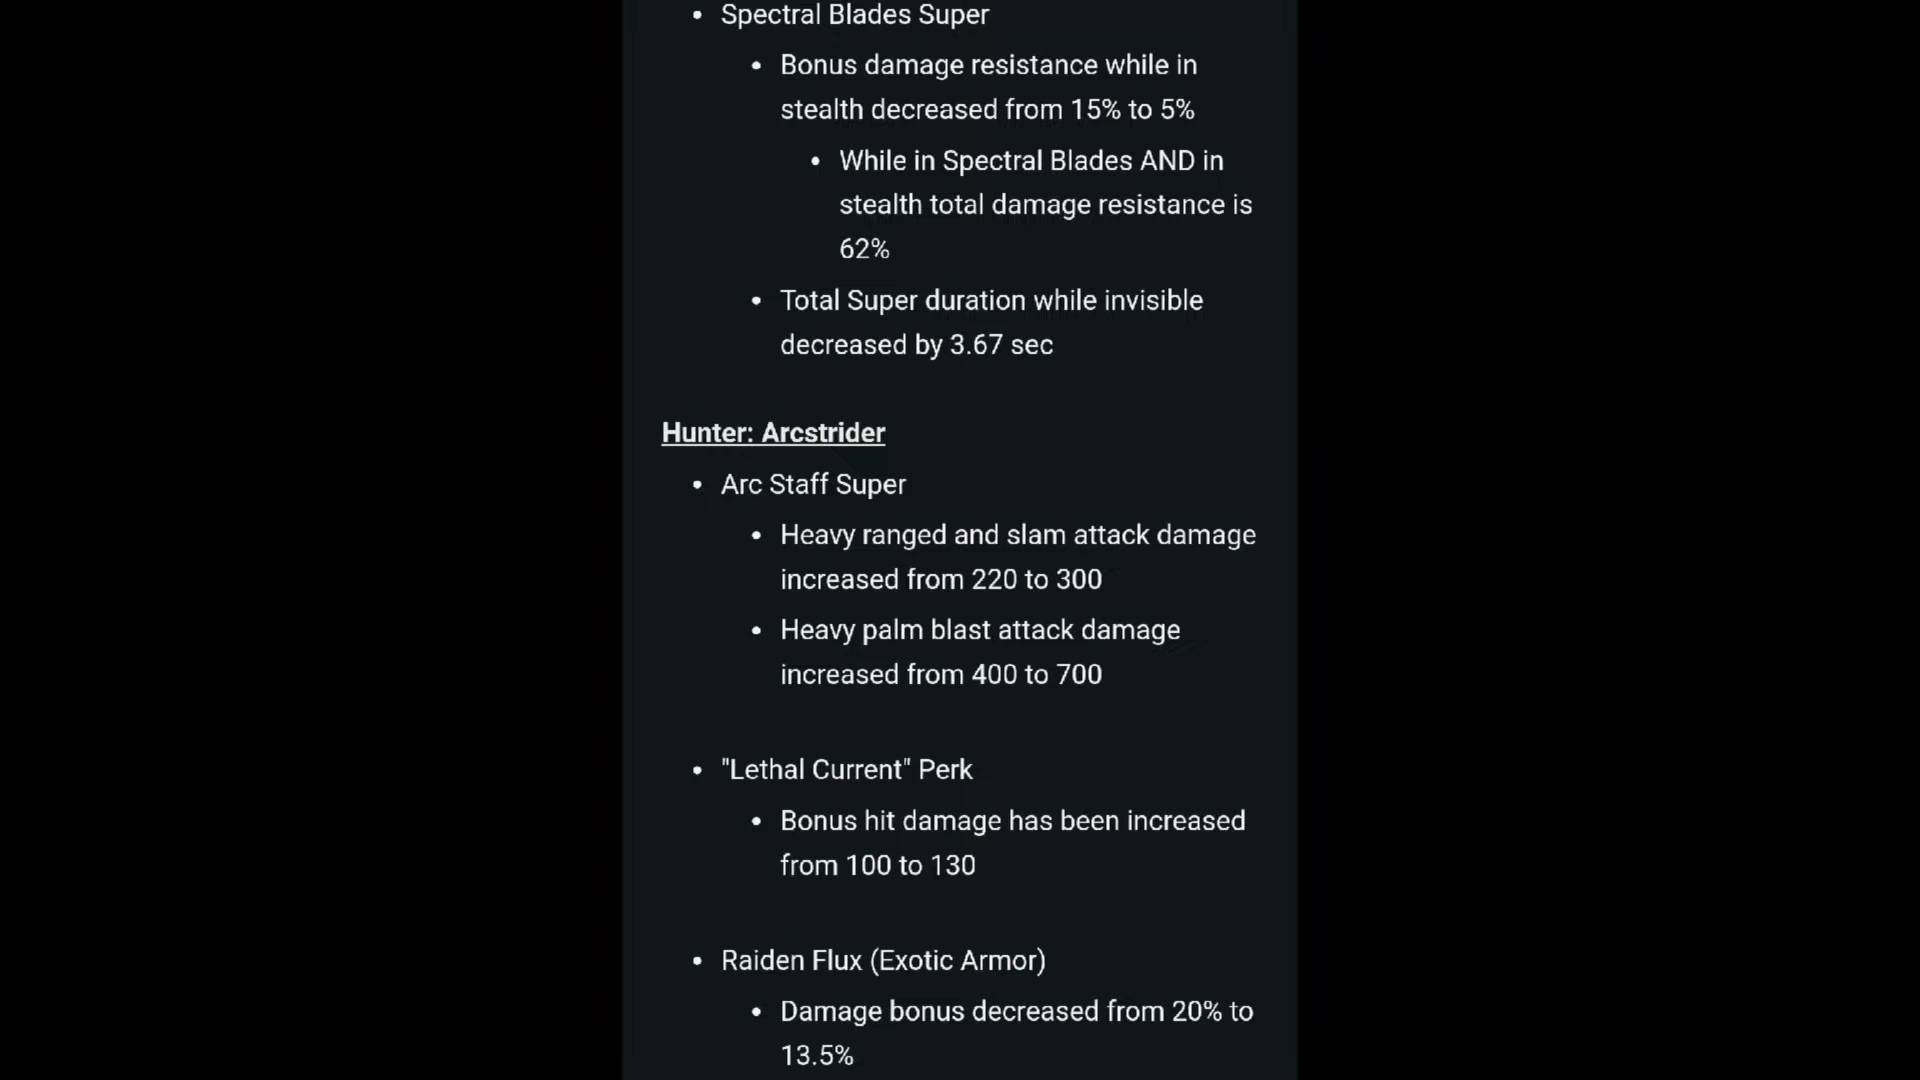 • Spectral Blades Super
• Bonus damage resistance while in
stealth decreased from 15% to 5%
• While in Spectral Blades AND in
stealth total damage resistance is
62%
• Total Super duration while invisible
decreased by 3.67 sec
Hunter: Arcstrider
• Arc Staff Super
• Heavy ranged and slam attack damage
increased from 220 to 300
• Heavy palm blast attack damage
increased from 400 to 700
• "Lethal Current" Perk
• Bonus hit damage has been increased
from 100 to 130
• Raiden Flux (Exotic Armor)
• Damage bonus decreased from 20% to
13.5%